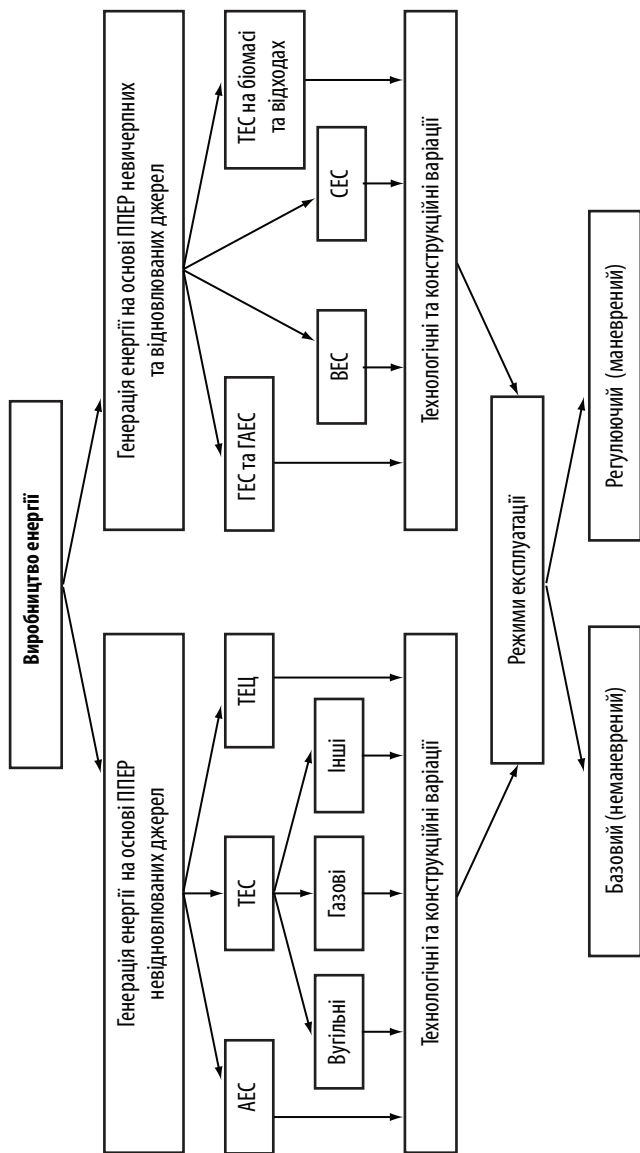 Виробництво енергії
Генерація енергії на основі ППЕР
невідновлюваних джерел
Генерація енергії на основі ППЕР невичерпних
та відновлюваних джерел
АЕС
ТЕС
ТЕЦ
ГЕС та ГАЕС
ТЕС на біомасі
та відходах
Вугільні
Газові
Інші
ВЕС
СЕС
Технологічні та конструкційні варіації
Технологічні та конструкційні варіації
Режими експлуатації
Базовий (неманеврений)
Регулюючий (маневрений)